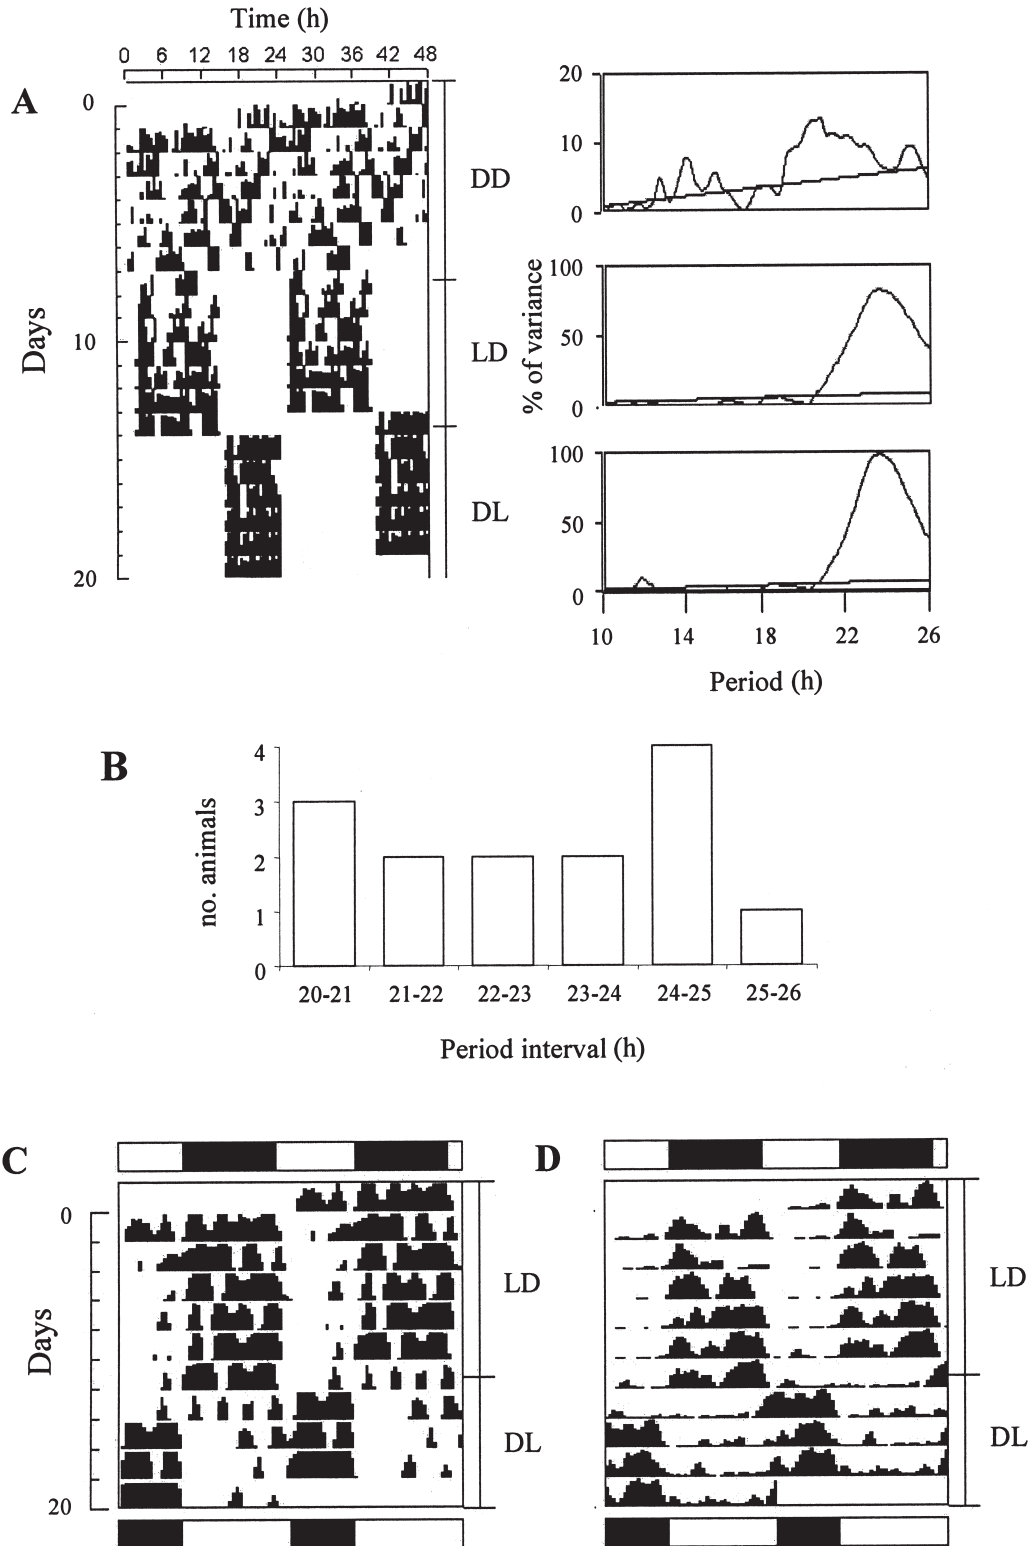 Time (h)
0 6 12 18 24 30 36 42 48
A
0
10
20
Days
DD
LD
DL
20
10
0
100
50
0
100
50
0
% of variance
10 14 18 22 26
Period (h)
B
4
3
2
1
0
no. animals
20-21 21-22 22-23 23-24 24-25 25-26
Period interval (h)
C
0
20
Days
LD
DL
D
LD
DL